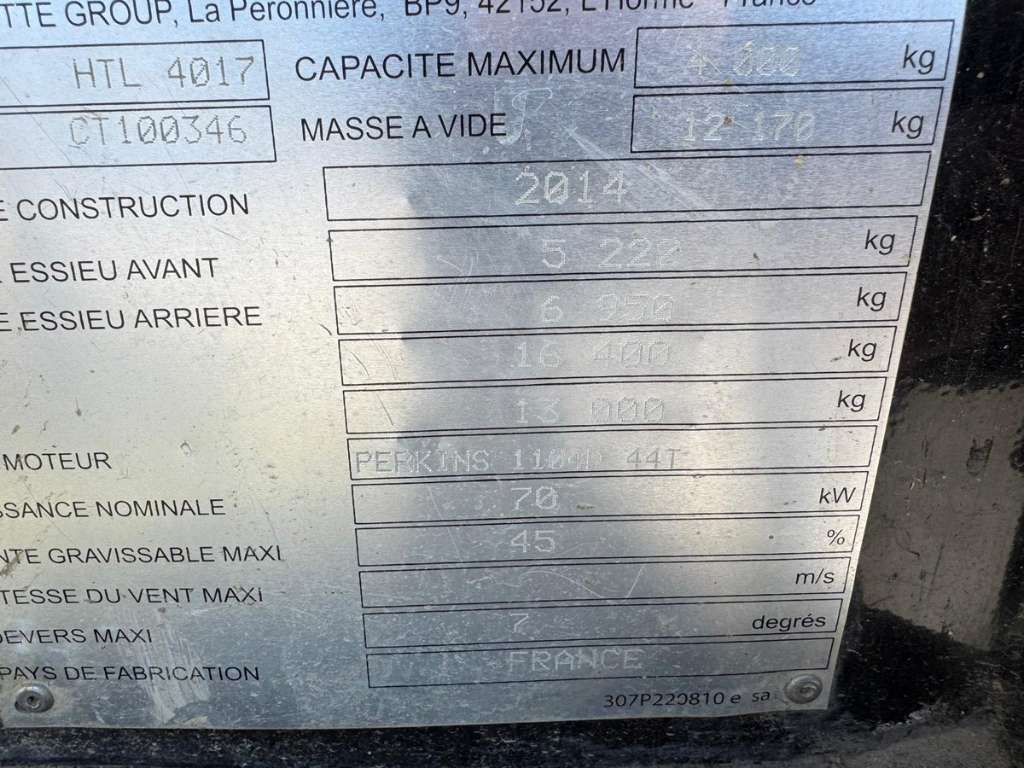 TTE GROUP, La Péronnière, BP9, 42152, L'Horme - France
HTL 4017 CAPACITE MAXIMUM 4 000 kg
CT100346 MASSE A VIDE 12 170 kg
E CONSTRUCTION 2014
ESSIEU AVANT 5 220 kg
E ESSIEU ARRIERE 6 950 kg
16 400 kg
13 000 kg
MOTEUR PERKINS 44T
SSANCE NOMINALE 70 kW
NTE GRAVISSABLE MAXI 45 %
TESSE DU VENT MAXI m/s
DEVERS MAXI 7 degrés
PAYS DE FABRICATION FRANCE
307P220810 e sa